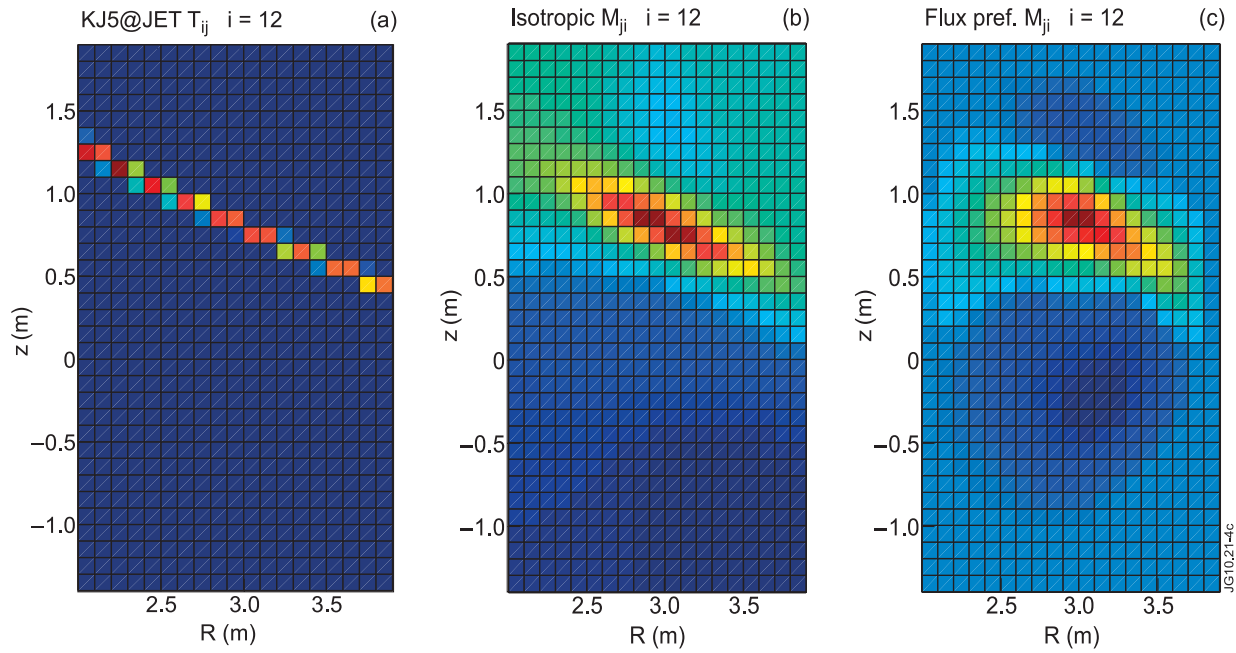 KJ5@JET Tij i = 12 (a)
Isotropic Mji i = 12 (b)
Flux pref. Mji i = 12 (c)
1.5
1.0
0.5
0
−0.5
−1.0
z (m)
2.5 3.0 3.5
R (m)
1.5
1.0
0.5
0
−0.5
−1.0
z (m)
2.5 3.0 3.5
R (m)
1.5
1.0
0.5
0
−0.5
−1.0
z (m)
2.5 3.0 3.5
R (m)
JG10.21-4c